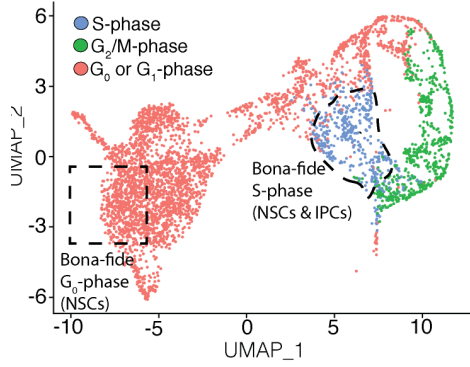 S-phase
G2/M-phase
G0 or G1-phase
6
3
0
-3
-6
UMAP_2
Bona-fide
S-phase
(NSCs & IPCs)
Bona-fide
G0-phase
(NSCs)
-10
-5
0
5
10
UMAP_1